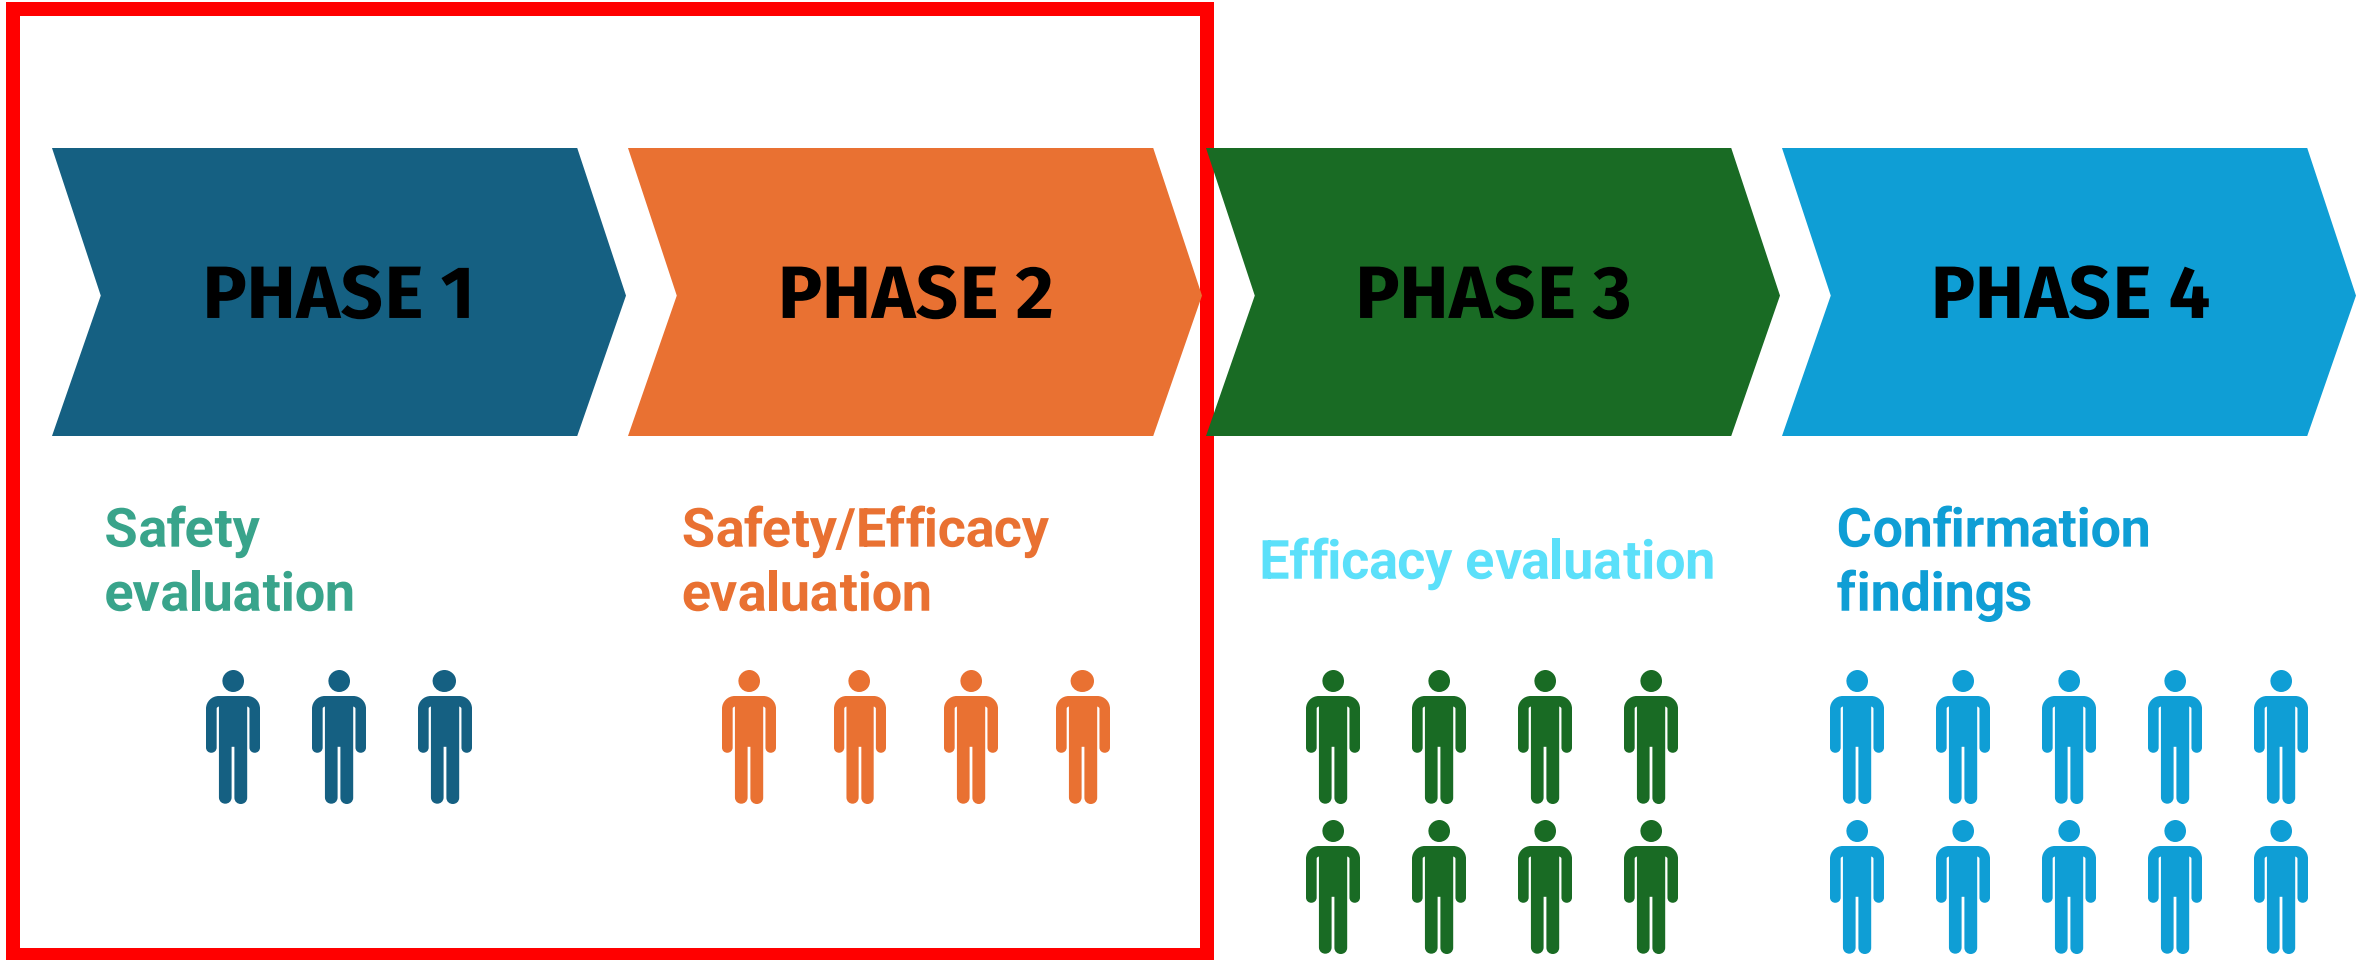 PHASE 1
PHASE 2
PHASE 3
PHASE 4
Safety
evaluation
Safety/Efficacy
evaluation
Efficacy evaluation
Confirmation
findings